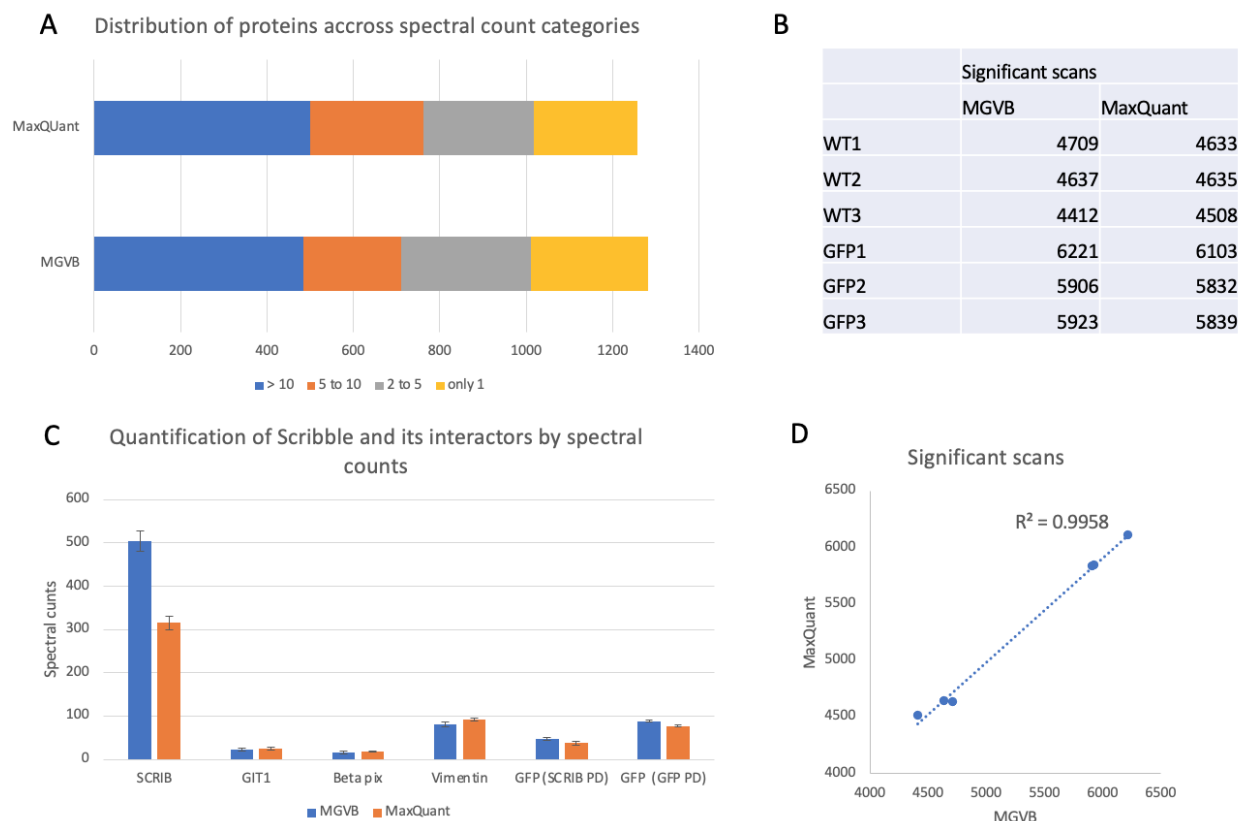 A
Distribution of proteins accross spectral count categories
MaxQUant
MGVB
0 200 400 600 800 1000 1200 1400
> 10 5 to 10 2 to 5 only 1
B
Significant scans
MGVB MaxQuant
WT1 4709 4633
WT2 4637 4635
WT3 4412 4508
GFP1 6221 6103
GFP2 5906 5832
GFP3 5923 5839
C
Quantification of Scribble and its interactors by spectral
counts
Spectral cunts
600
500
400
300
200
100
0
SCRIB GIT1 Beta pix Vimentin GFP (SCRIB PD) GFP (GFP PD)
MGVB MaxQuant
D
Significant scans
R² = 0.9958
MaxQuant
6500
6000
5500
5000
4500
4000
4000 4500 5000 5500 6000 6500
MGVB